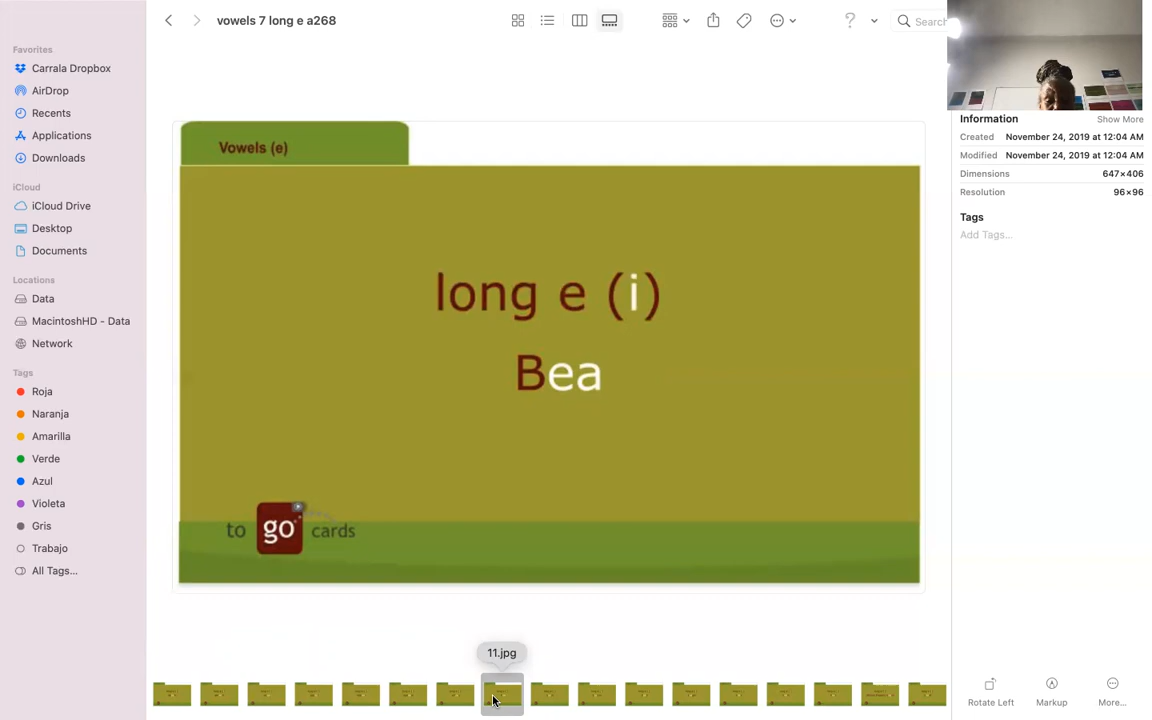 vowels 7 long e a268
Search
Favorites
Carrala Dropbox
AirDrop
Recents
Applications
Downloads
iCloud
iCloud Drive
Desktop
Documents
Locations
Data
MacintoshHD - Data
Network
Tags
Roja
Naranja
Amarilla
Verde
Azul
Violeta
Gris
Trabajo
All Tags...
Vowels (e)
long e (i)
Bea
to go cards
11.jpg
Information Show More
Created November 24, 2019 at 12:04 AM
Modified November 24, 2019 at 12:04 AM
Dimensions 647×406
Resolution 96×96
Tags
Add Tags...
Rotate Left Markup More...